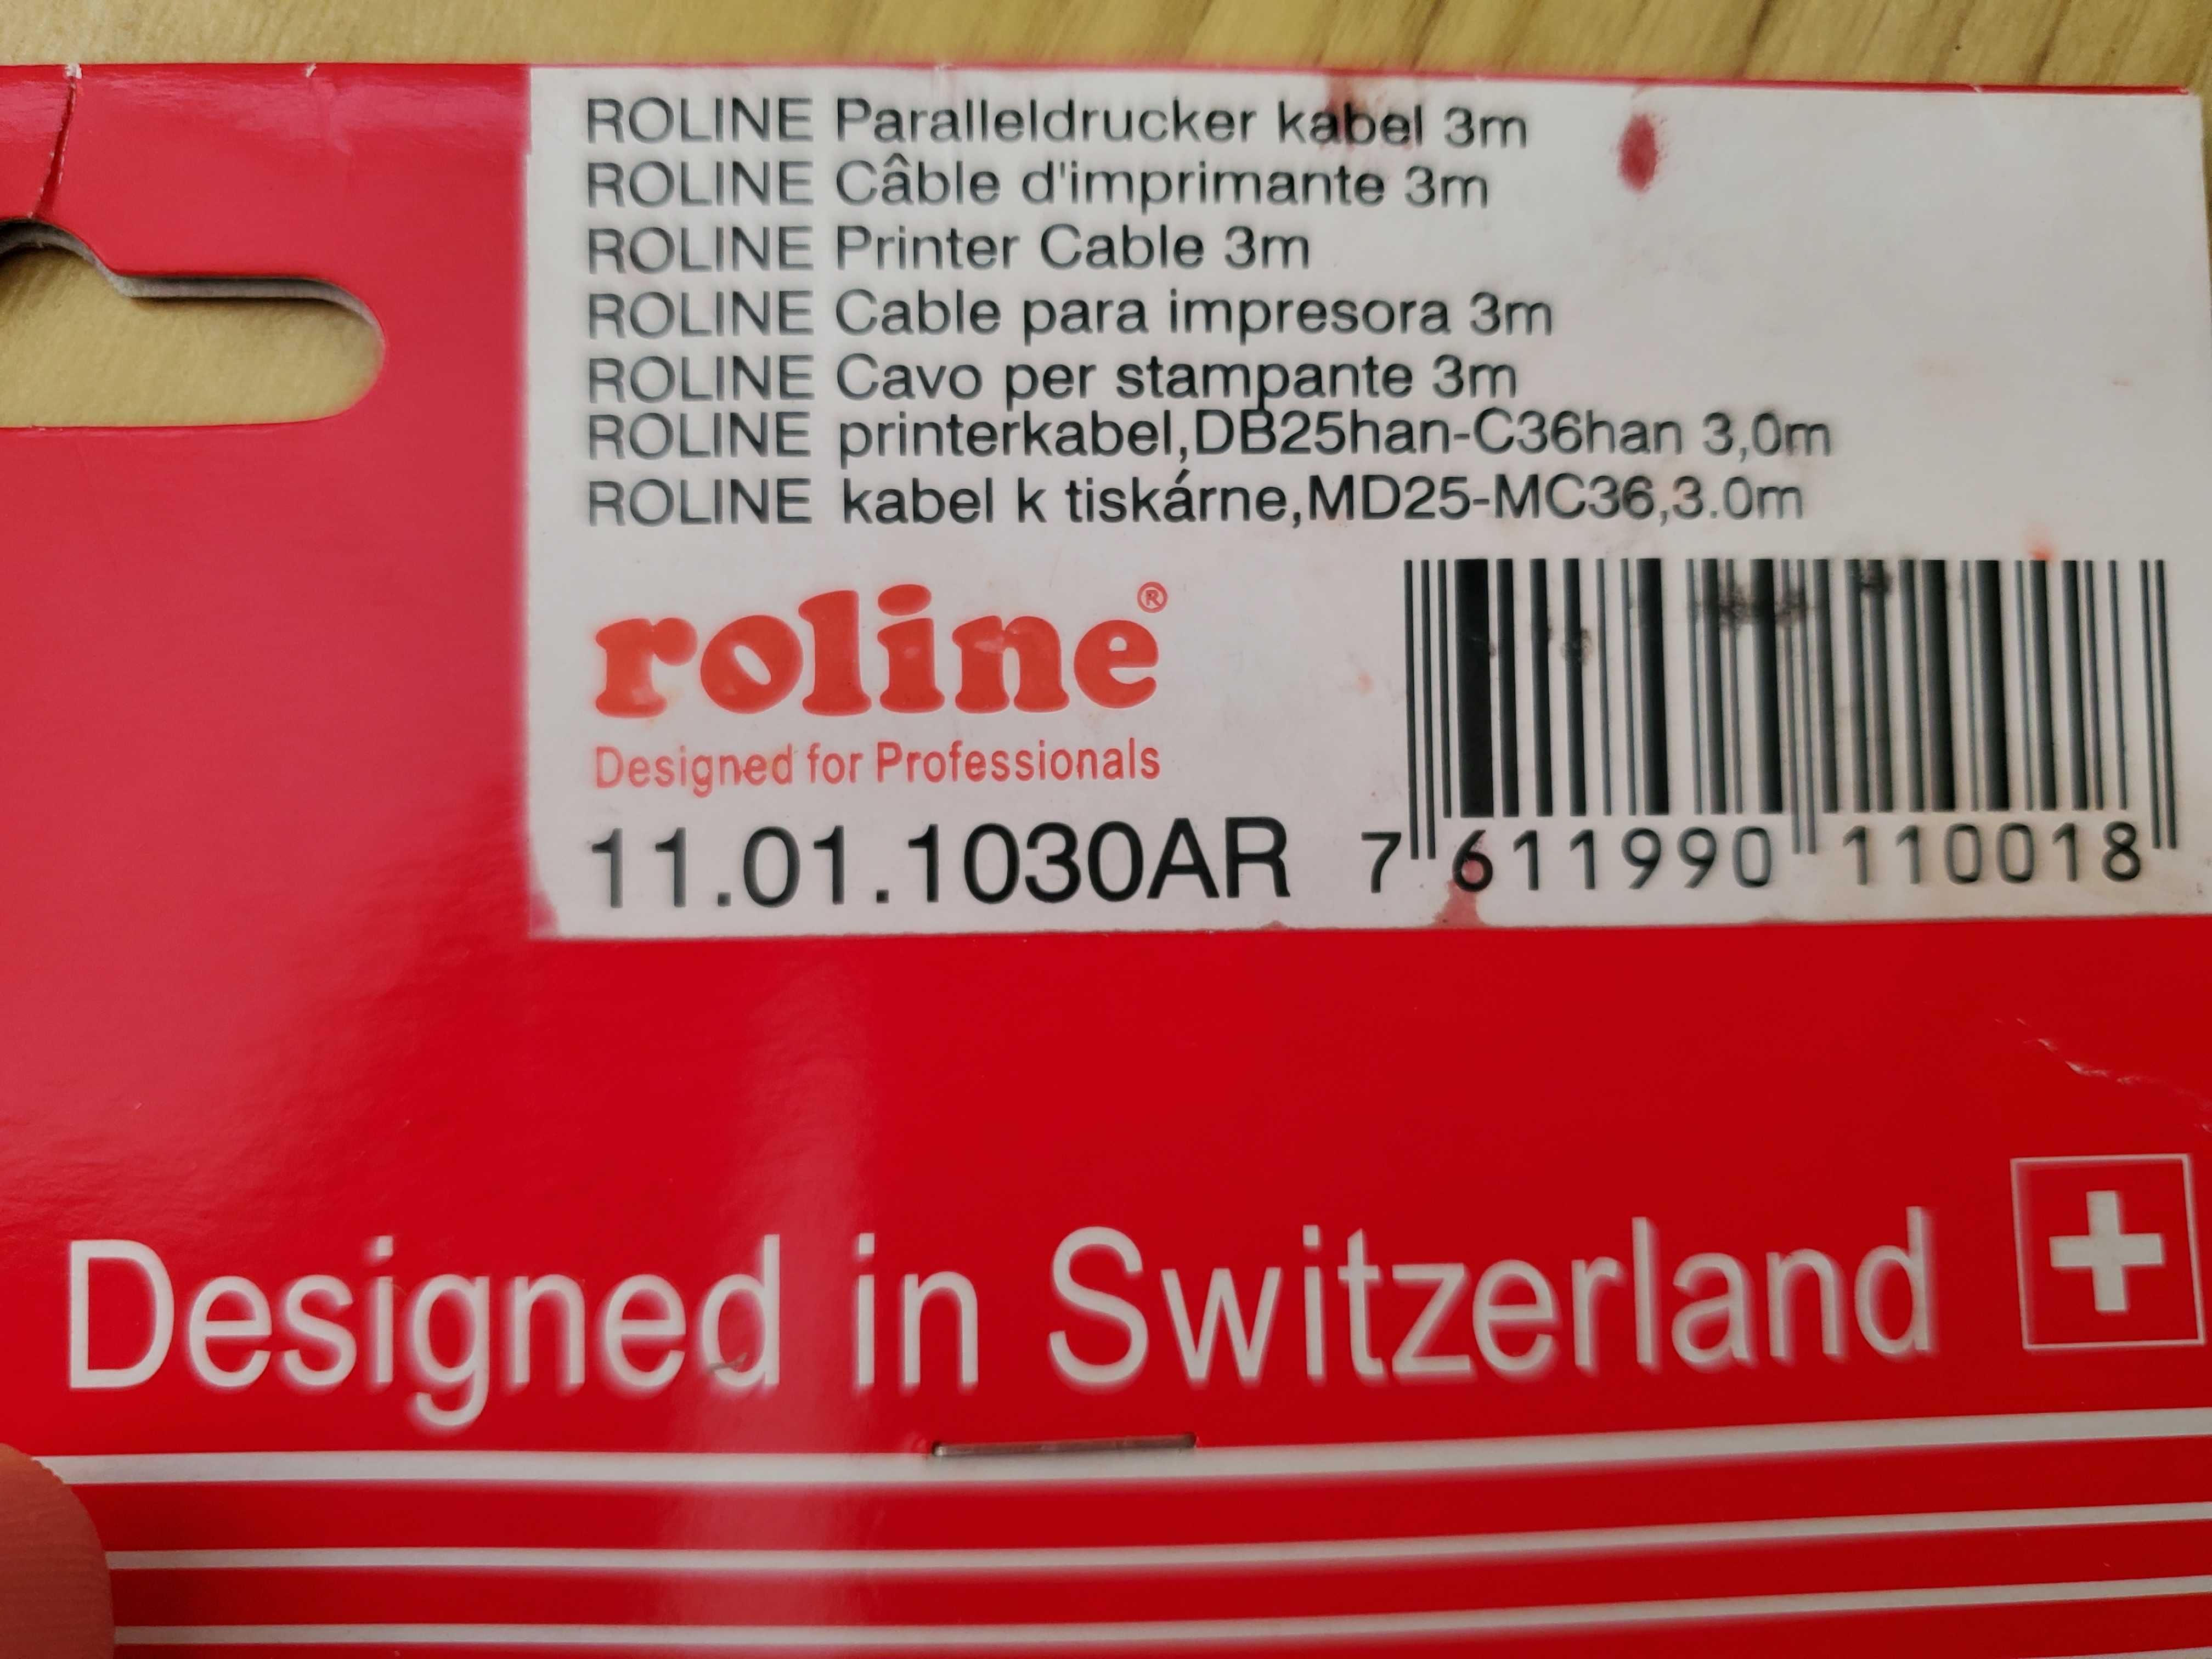 ROLINE Paralleldrucker kabel 3m
ROLINE Câble d'imprimante 3m
ROLINE Printer Cable 3m
ROLINE Cable para impresora 3m
ROLINE Cavo per stampante 3m
ROLINE printerkabel,DB25han-C36han 3,0m
ROLINE kabel k tiskárne,MD25-MC36,3.0m
roline®
Designed for Professionals
11.01.1030AR
7 611990 110018
Designed in Switzerland